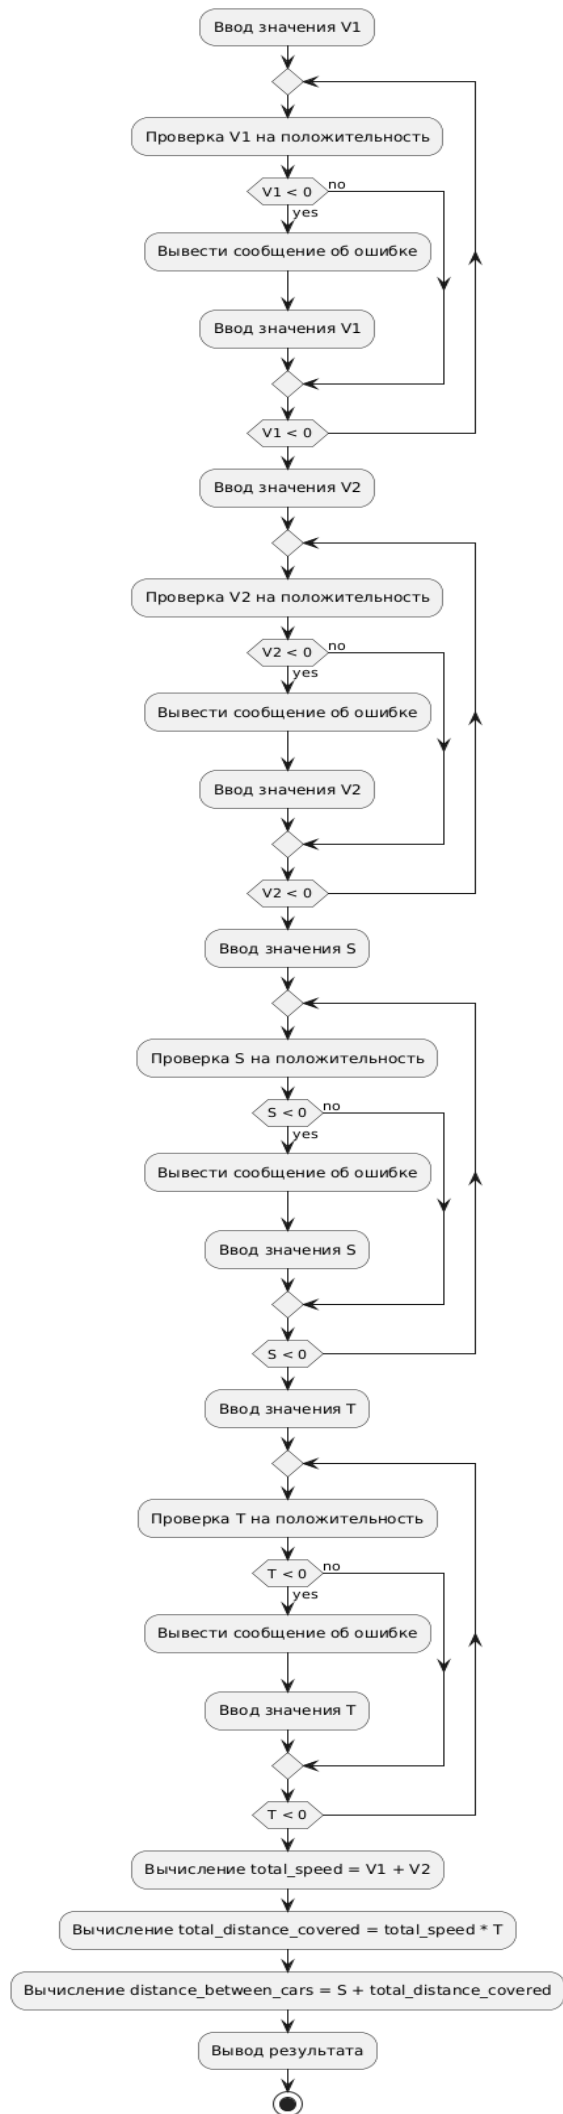 Ввод значения V1
Проверка V1 на положительность
V1 < 0
no
yes
Вывести сообщение об ошибке
Ввод значения V1
V1 < 0
Ввод значения V2
Проверка V2 на положительность
V2 < 0
no
yes
Вывести сообщение об ошибке
Ввод значения V2
V2 < 0
Ввод значения S
Проверка S на положительность
S < 0
no
yes
Вывести сообщение об ошибке
Ввод значения S
S < 0
Ввод значения T
Проверка T на положительность
T < 0
no
yes
Вывести сообщение об ошибке
Ввод значения T
T < 0
Вычисление total_speed = V1 + V2
Вычисление total_distance_covered = total_speed * T
Вычисление distance_between_cars = S + total_distance_covered
Вывод результата